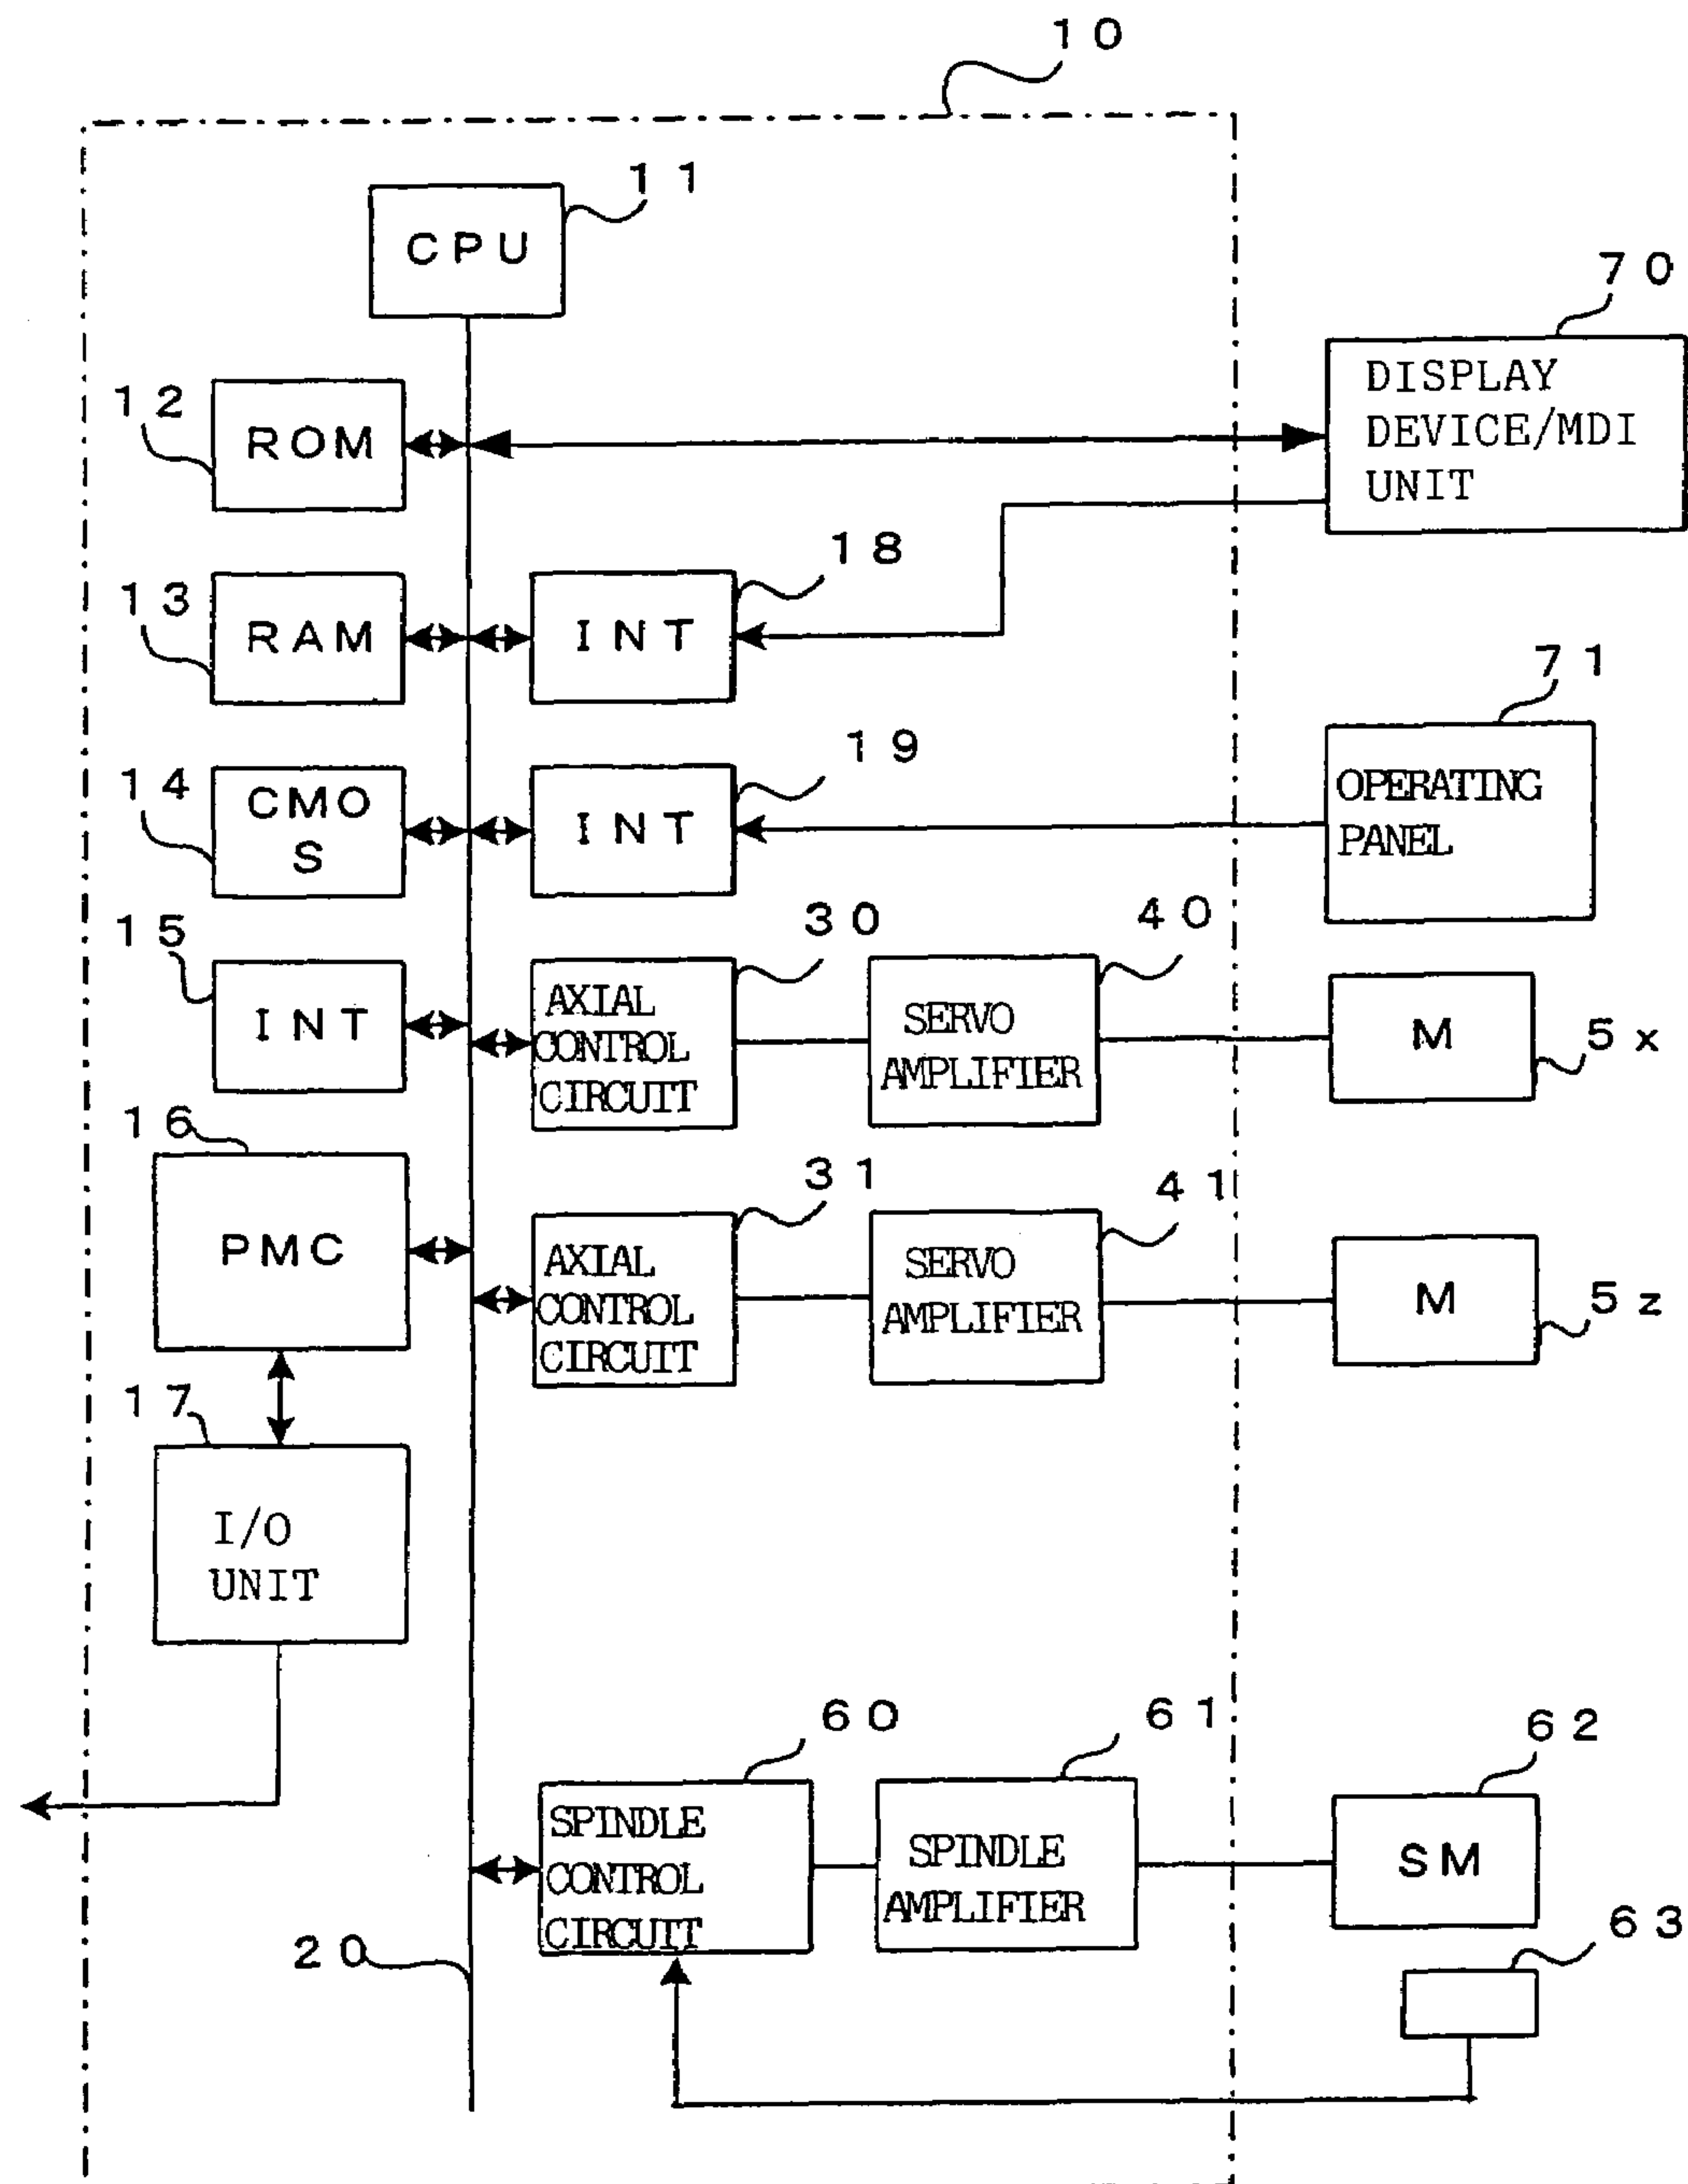 10
11
CPU
70
DISPLAY
DEVICE/MDI
UNIT
12
ROM
18
13
RAM
INT
71
19
14
CMO
S
INT
OPERATING
PANEL
15
30
40
INT
AXIAL
CONTROL
CIRCUIT
SERVO
AMPLIFIER
M
5x
16
31
41
PMC
AXIAL
CONTROL
CIRCUIT
SERVO
AMPLIFIER
M
5z
17
I/O
UNIT
60
61
62
SPINDLE
CONTROL
CIRCUIT
SPINDLE
AMPLIFIER
SM
63
20